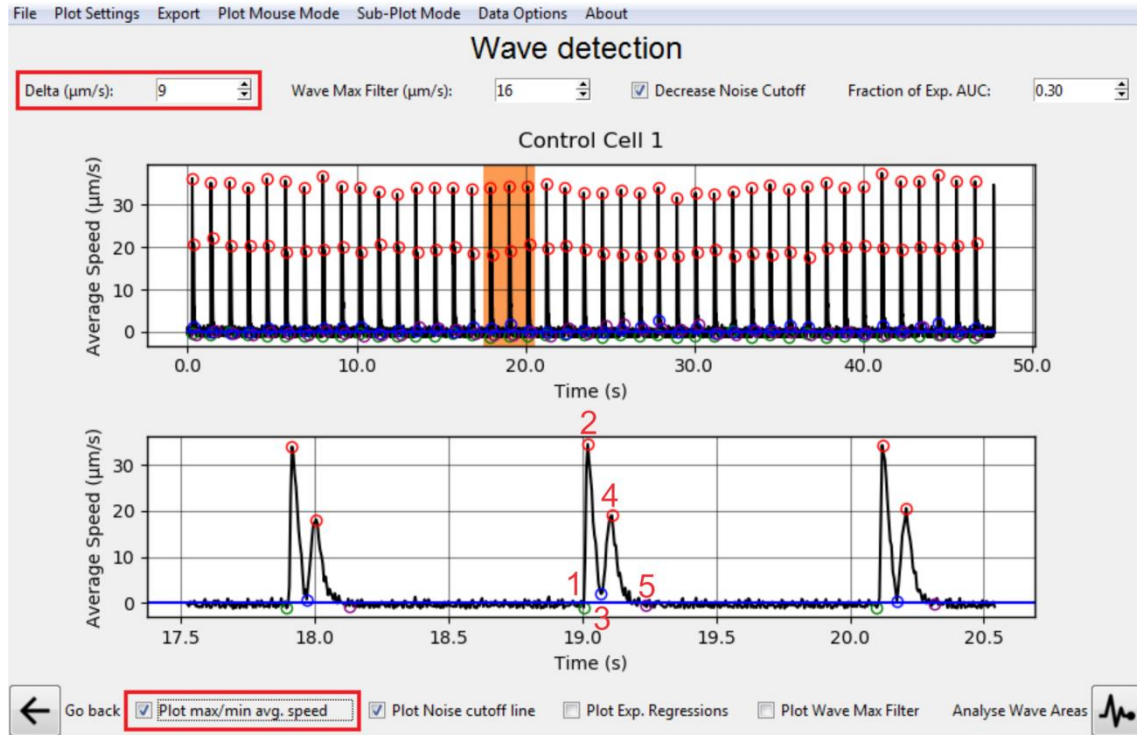 File Plot Settings Export Plot Mouse Mode Sub-Plot Mode Data Options About
Wave detection
Delta (µm/s): 9 Wave Max Filter (µm/s): 16 Decrease Noise Cutoff Fraction of Exp. AUC: 0.30
Control Cell 1
Average Speed (µm/s)
30
20
10
0
0.0 10.0 20.0 30.0 40.0 50.0
Time (s)
Average Speed (µm/s)
30
20
10
0
2
4
1
5
3
17.5 18.0 18.5 19.0 19.5 20.0 20.5
Time (s)
Go back Plot max/min avg. speed Plot Noise cutoff line Plot Exp. Regressions Plot Wave Max Filter Analyse Wave Areas